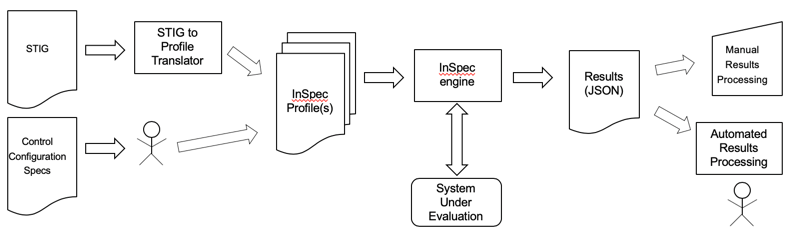 STIG
STIG to
Profile
Translator
InSpec
Profile(s)
InSpec
engine
Results
(JSON)
Manual
Results
Processing
Control
Configuration
Specs
System
Under
Evaluation
Automated
Results
Processing